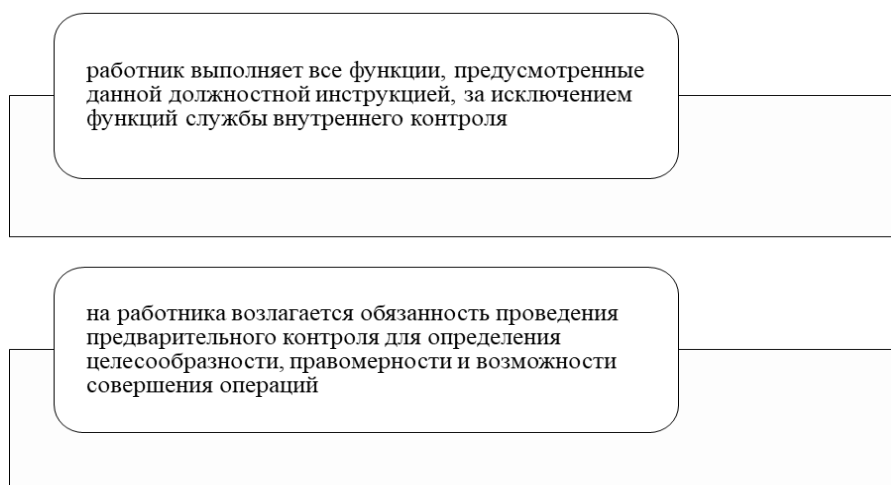 работник выполняет все функции, предусмотренные
данной должностной инструкцией, за исключением
функций службы внутреннего контроля
на работника возлагается обязанность проведения
предварительного контроля для определения
целесообразности, правомерности и возможности
совершения операций